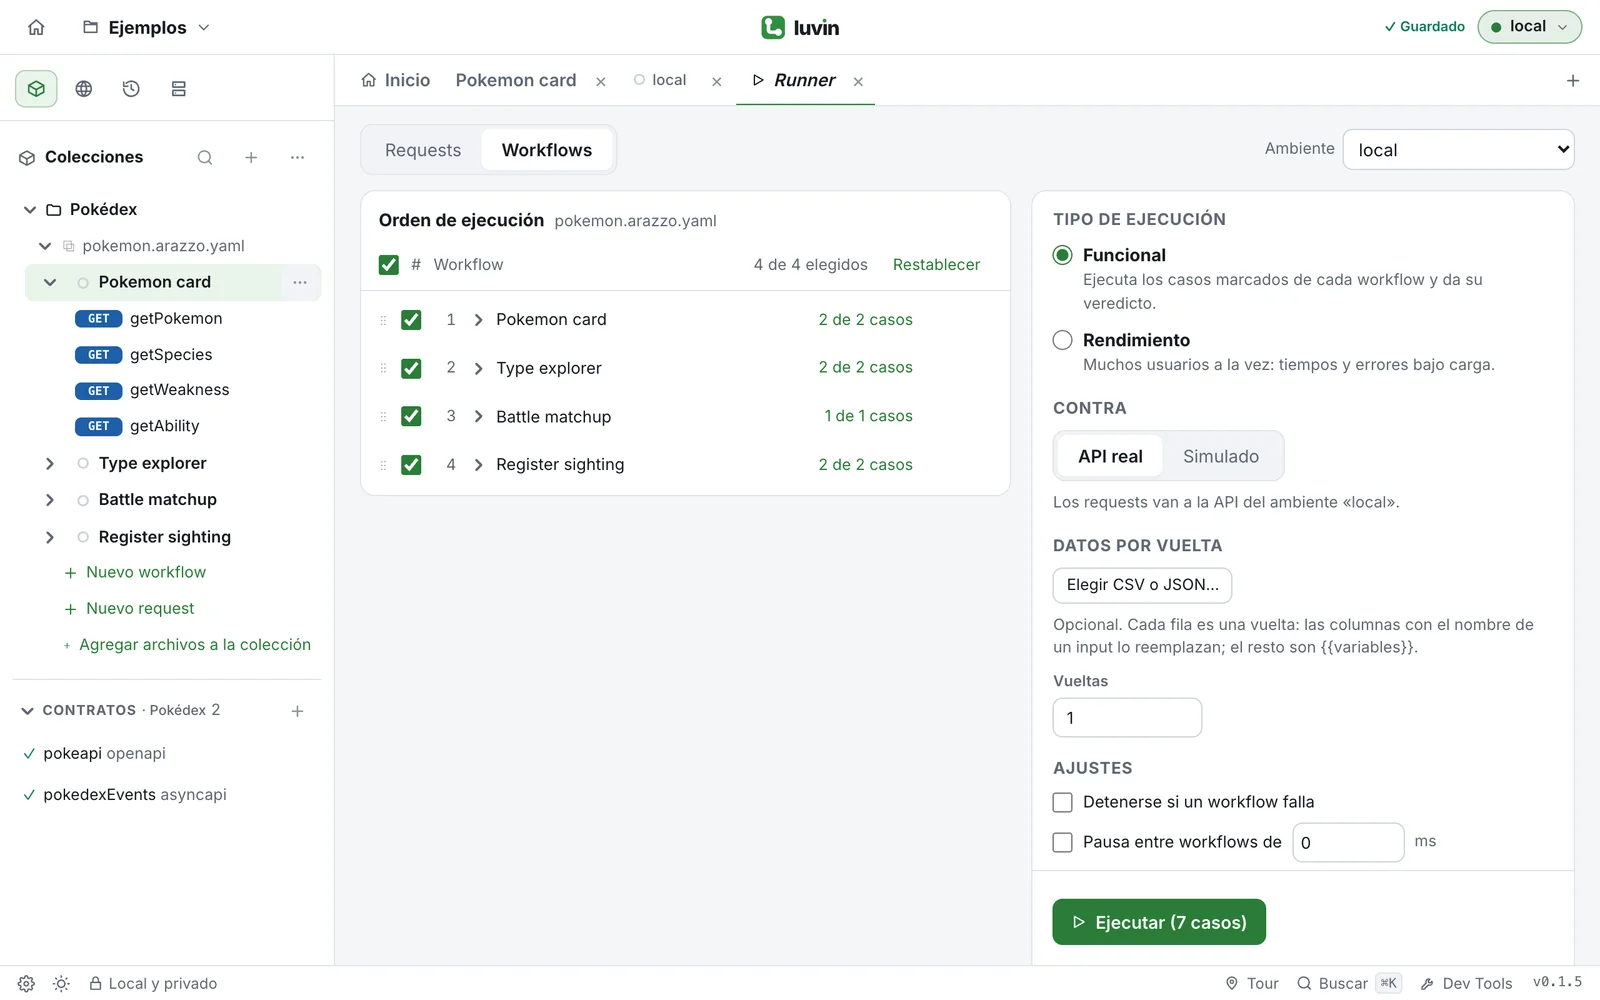 Ejemplos
luvin
Guardado
local
Inicio
Pokemon card
local
Runner
Colecciones
Pokédex
pokemon.arazzo.yaml
Pokemon card
GET getPokemon
GET getSpecies
GET getWeakness
GET getAbility
Type explorer
Battle matchup
Register sighting
+ Nuevo workflow
+ Nuevo request
+ Agregar archivos a la colección
CONTRATOS · Pokédex 2
pokeapi openapi
pokedexEvents asyncapi
Requests
Workflows
Ambiente
local
Orden de ejecución pokemon.arazzo.yaml
# Workflow 4 de 4 elegidos Restablecer
1 Pokemon card 2 de 2 casos
2 Type explorer 2 de 2 casos
3 Battle matchup 1 de 1 casos
4 Register sighting 2 de 2 casos
TIPO DE EJECUCIÓN
Funcional
Ejecuta los casos marcados de cada workflow y da su
veredicto.
Rendimiento
Muchos usuarios a la vez: tiempos y errores bajo carga.
CONTRA
API real
Simulado
Los requests van a la API del ambiente «local».
DATOS POR VUELTA
Elegir CSV o JSON...
Opcional. Cada fila es una vuelta: las columnas con el nombre de
un input lo reemplazan; el resto son {{variables}}.
Vueltas
1
AJUSTES
Detenerse si un workflow falla
Pausa entre workflows de 0 ms
Ejecutar (7 casos)
Local y privado
Tour
Buscar ⌘K
Dev Tools
v0.1.5